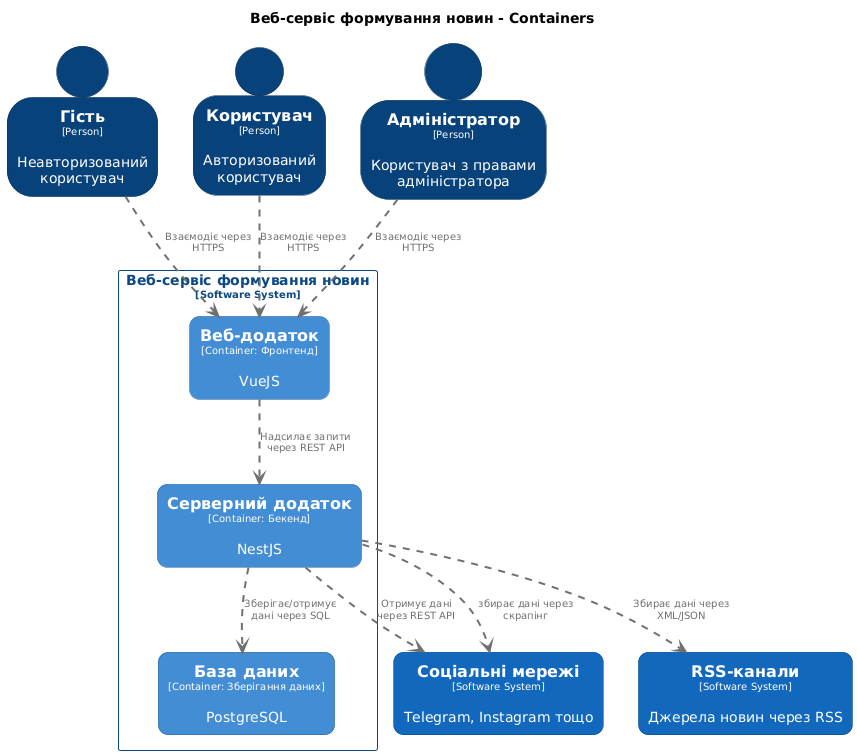 Веб-сервіс формування новин - Containers
Гість
[Person]
Неавторизований
користувач
Користувач
[Person]
Авторизований
користувач
Адміністратор
[Person]
Користувач з правами
адміністратора
Взаємодіє через
HTTPS
Взаємодіє через
HTTPS
Взаємодіє через
HTTPS
Веб-сервіс формування новин
[Software System]
Веб-додаток
[Container: Фронтенд]
VueJS
Надсилає запити
через REST API
Серверний додаток
[Container: Бекенд]
NestJS
Зберігає/отримує
дані через SQL
Отримує дані
через REST API
збирає дані через
скрапінг
Збирає дані через
XML/JSON
База даних
[Container: Зберігання даних]
PostgreSQL
Соціальні мережі
[Software System]
Telegram, Instagram тощо
RSS-канали
[Software System]
Джерела новин через RSS